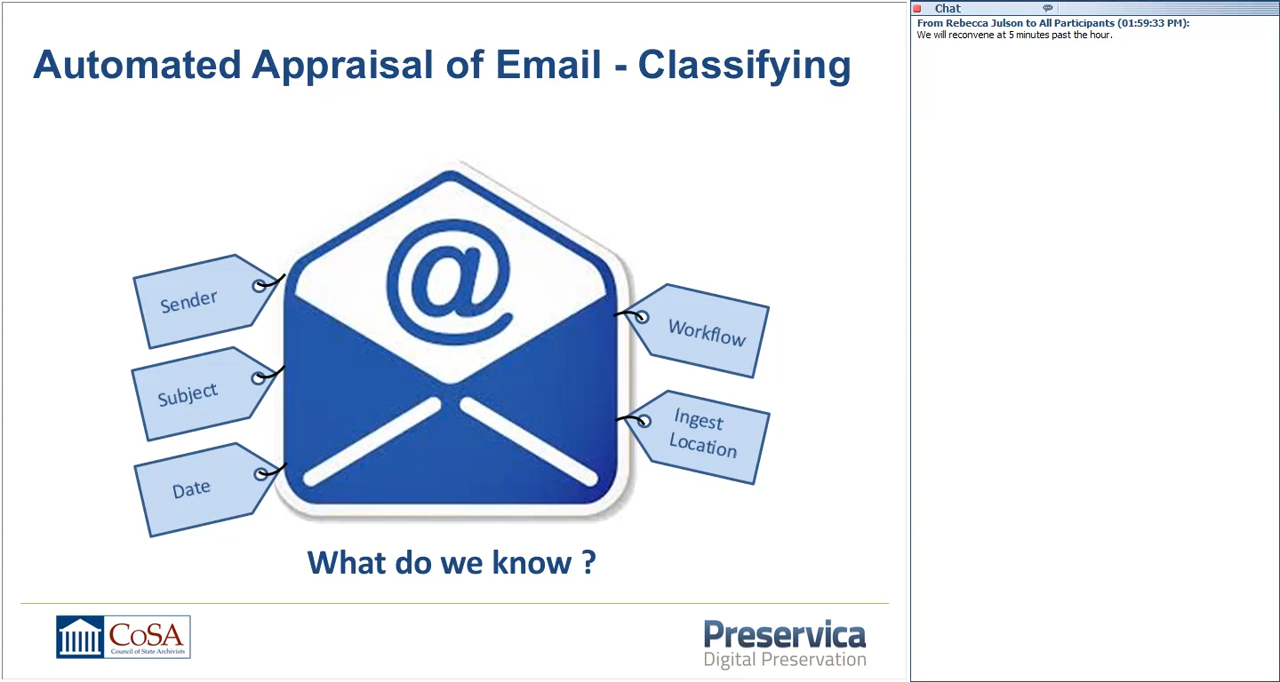 Automated Appraisal of Email - Classifying
@
Sender
Subject
Date
Workflow
Ingest
Location
What do we know ?
CoSA
Council of State Archivists
Preservica
Digital Preservation
Chat
From Rebecca Julson to All Participants (01:59:33 PM):
We will reconvene at 5 minutes past the hour.